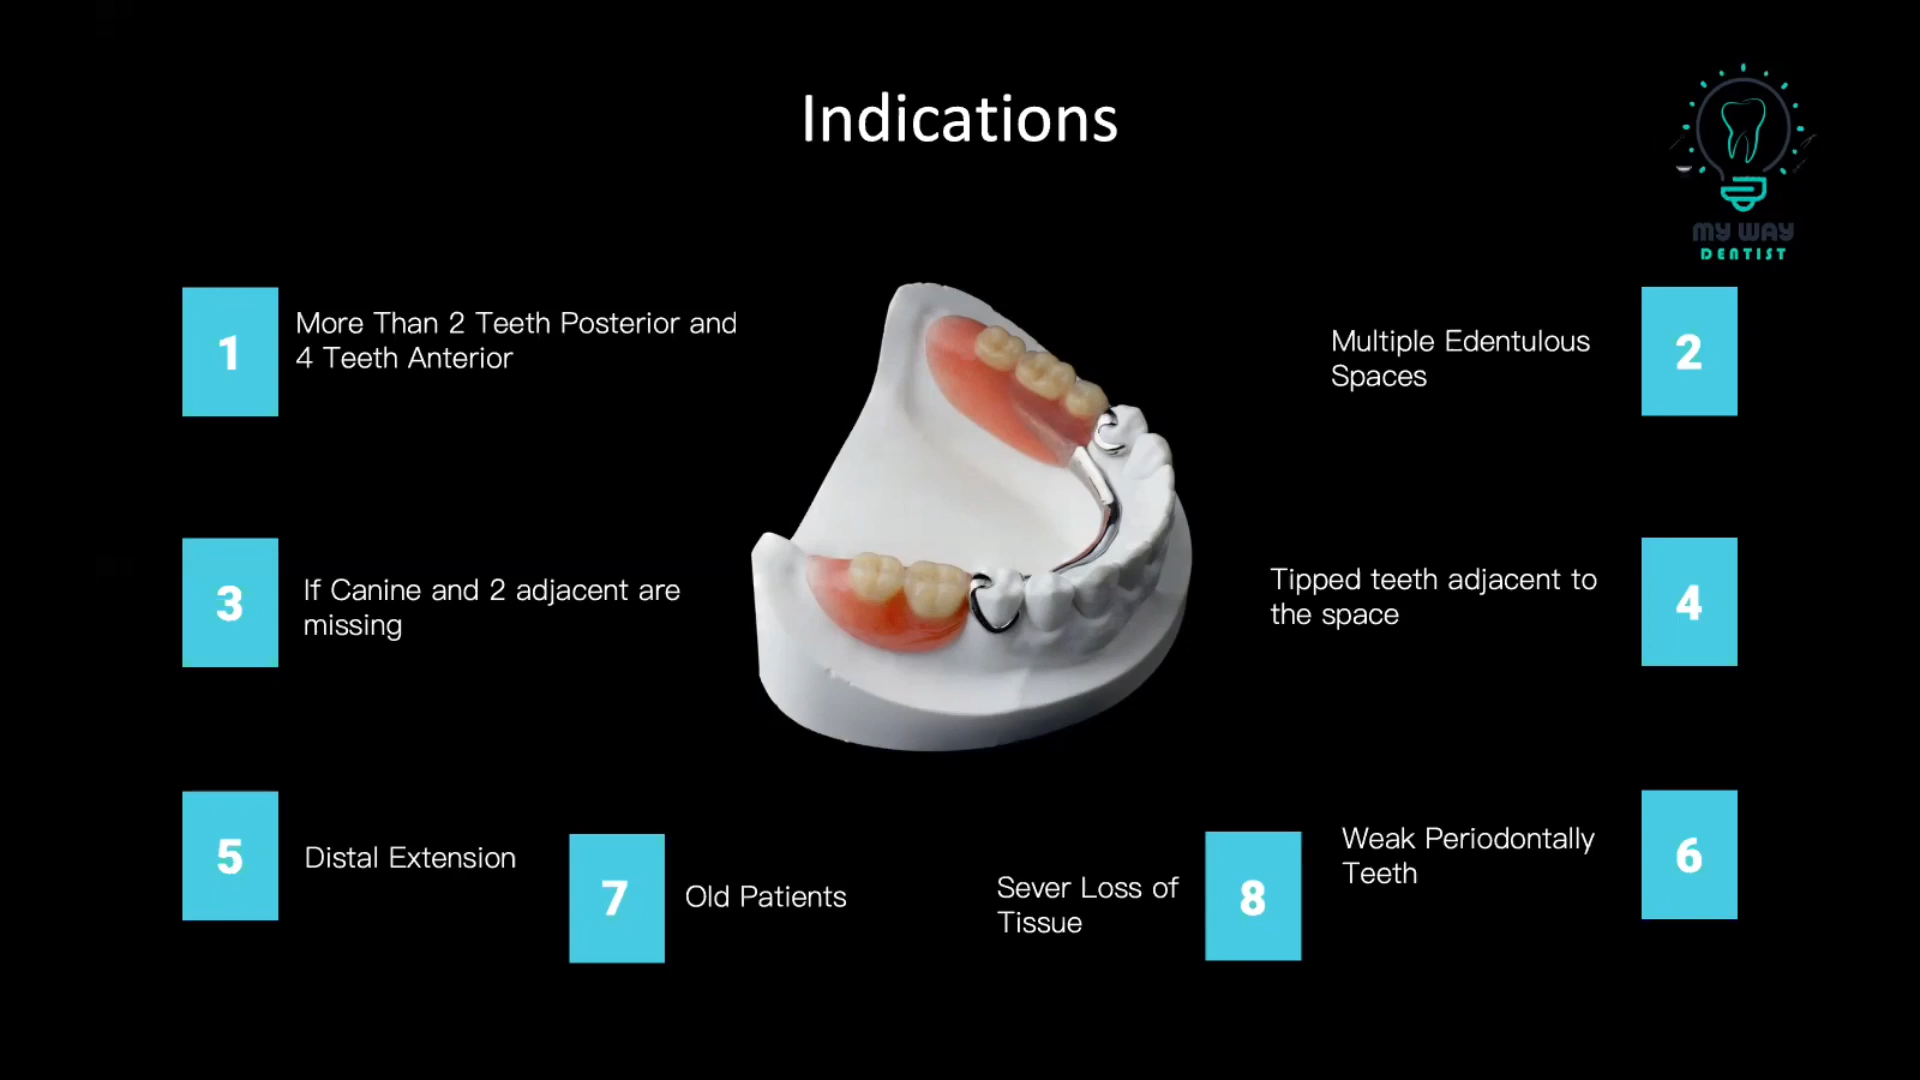 Indications
MY WAY
DENTIST
1
More Than 2 Teeth Posterior and
4 Teeth Anterior
2
Multiple Edentulous
Spaces
3
If Canine and 2 adjacent are
missing
4
Tipped teeth adjacent to
the space
5
Distal Extension
6
Weak Periodontally
Teeth
7
Old Patients
8
Sever Loss of
Tissue